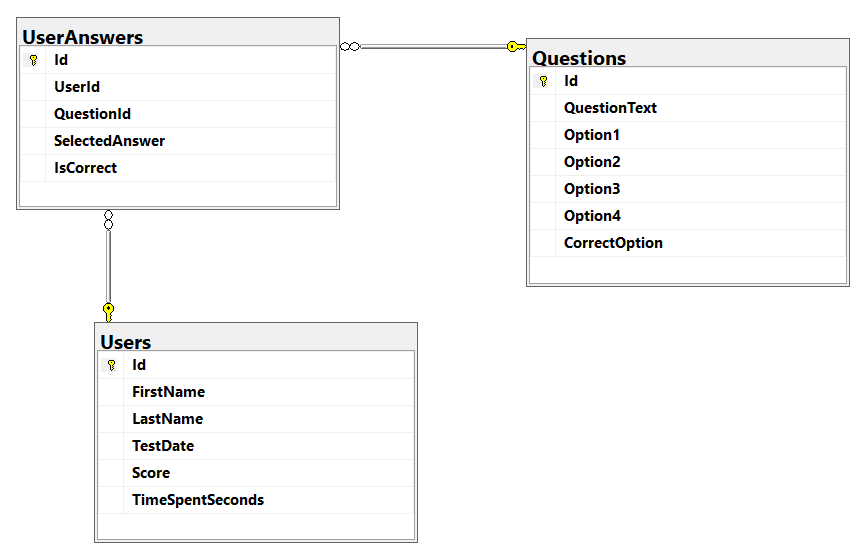 UserAnswers
Id
UserId
QuestionId
SelectedAnswer
IsCorrect
Questions
Id
QuestionText
Option1
Option2
Option3
Option4
CorrectOption
Users
Id
FirstName
LastName
TestDate
Score
TimeSpentSeconds